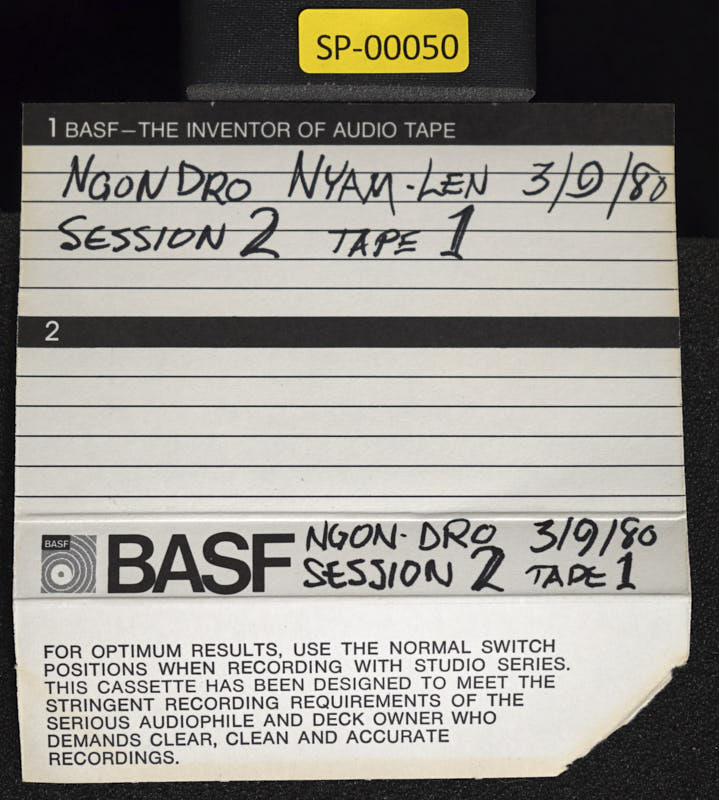 SP-00050
1 BASF—THE INVENTOR OF AUDIO TAPE
NGONDRO NYAM-LEN 3/9/80
SESSION 2 TAPE 1
2
BASF
BASF
NGON-DRO 3/9/80
SESSION 2 TAPE 1
FOR OPTIMUM RESULTS, USE THE NORMAL SWITCH
POSITIONS WHEN RECORDING WITH STUDIO SERIES.
THIS CASSETTE HAS BEEN DESIGNED TO MEET THE
STRINGENT RECORDING REQUIREMENTS OF THE
SERIOUS AUDIOPHILE AND DECK OWNER WHO
DEMANDS CLEAR, CLEAN AND ACCURATE
RECORDINGS.